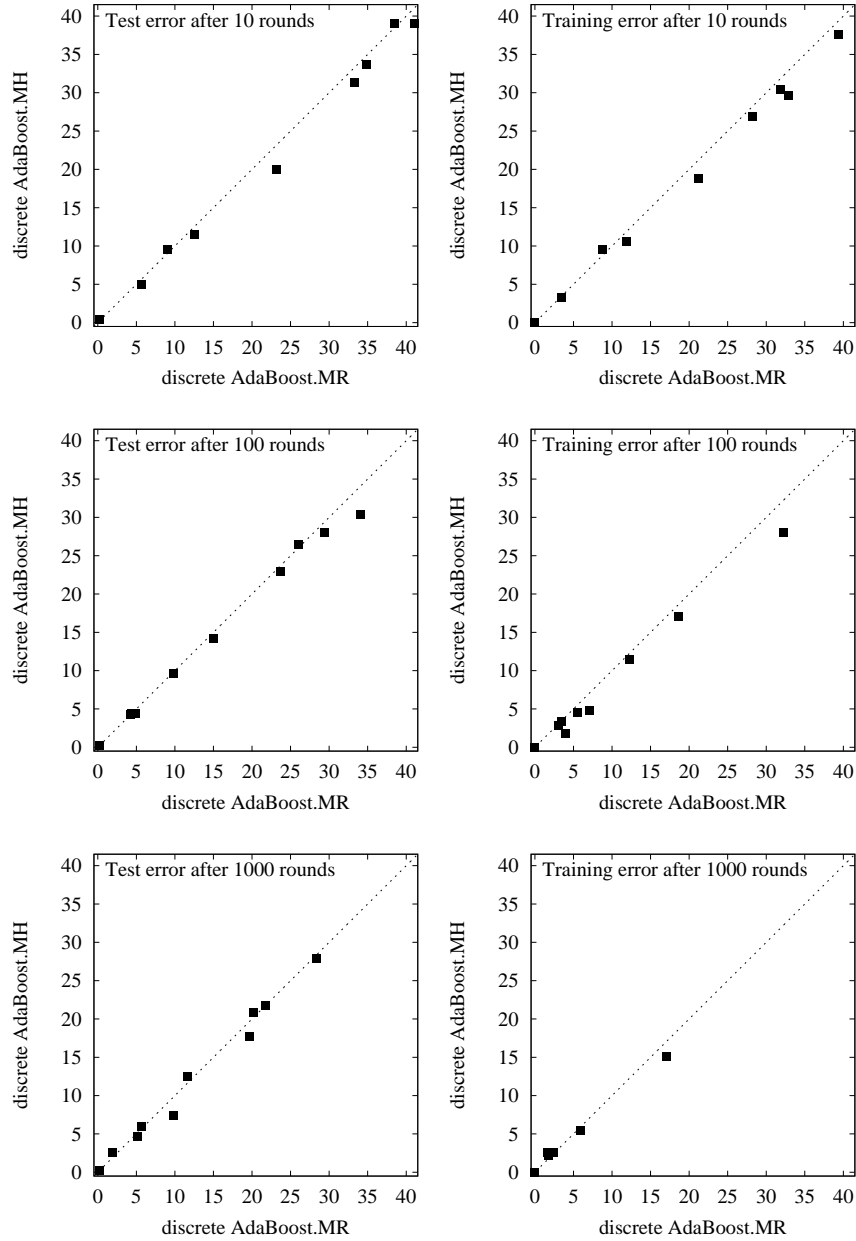 Test error after 10 rounds
40
35
30
25
20
15
10
5
0
0 5 10 15 20 25 30 35 40
discrete AdaBoost.MH
discrete AdaBoost.MR
Training error after 10 rounds
40
35
30
25
20
15
10
5
0
0 5 10 15 20 25 30 35 40
discrete AdaBoost.MH
discrete AdaBoost.MR
Test error after 100 rounds
40
35
30
25
20
15
10
5
0
0 5 10 15 20 25 30 35 40
discrete AdaBoost.MH
discrete AdaBoost.MR
Training error after 100 rounds
40
35
30
25
20
15
10
5
0
0 5 10 15 20 25 30 35 40
discrete AdaBoost.MH
discrete AdaBoost.MR
Test error after 1000 rounds
40
35
30
25
20
15
10
5
0
0 5 10 15 20 25 30 35 40
discrete AdaBoost.MH
discrete AdaBoost.MR
Training error after 1000 rounds
40
35
30
25
20
15
10
5
0
0 5 10 15 20 25 30 35 40
discrete AdaBoost.MH
discrete AdaBoost.MR